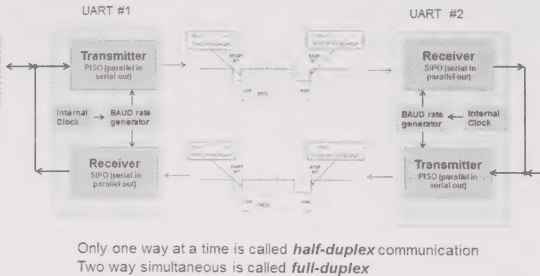 UART #1
UART #2
Transmitter
PISO (parallel in
serial out)
START
BIT
STOP
BIT
Receiver
SIPO (serial in
parallel out)
Internal
Clock
BAUD rate
generator
BAUD rate
generator
Internal
Clock
Receiver
SIPO (serial in
parallel out)
START
BIT
STOP
BIT
Transmitter
PISO (parallel in
serial out)
Only one way at a time is called half-duplex communication
Two way simultaneous is called full-duplex